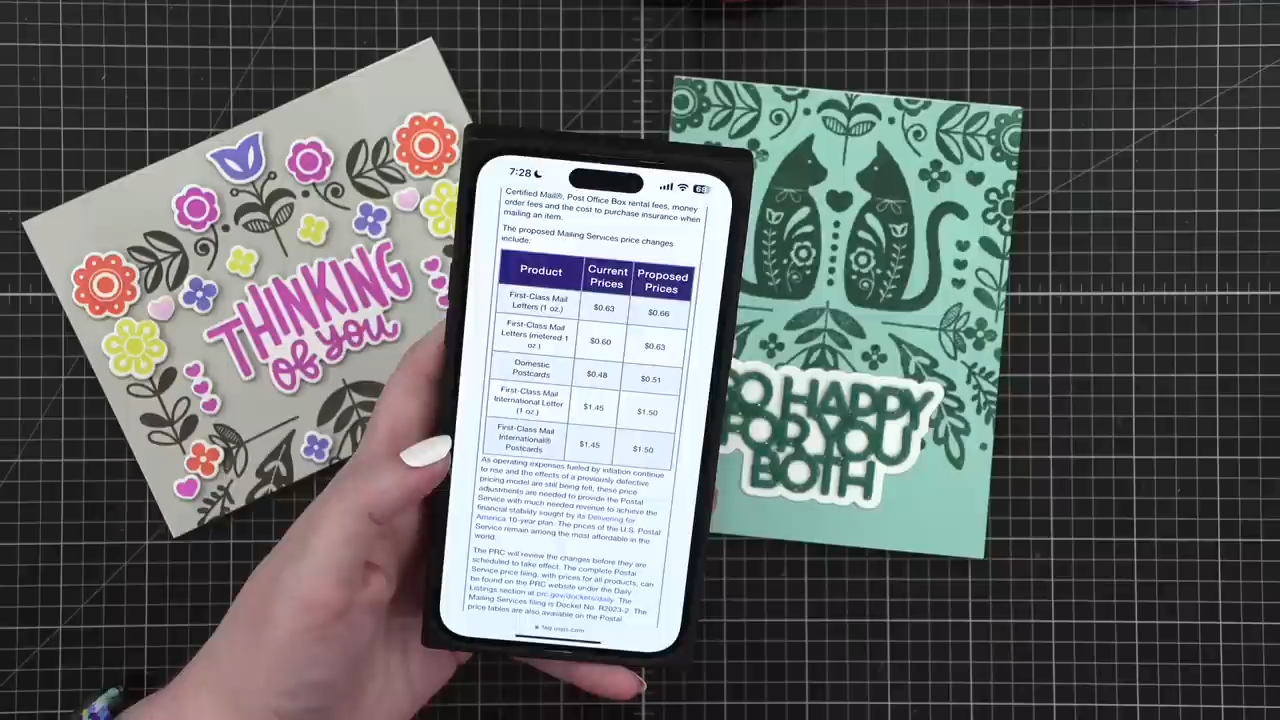 THINKING
of you
7:28
Certified Mail®, Post Office Box rental fees, money
order fees and the cost to purchase insurance when
mailing an item.
The proposed Mailing Services price changes
include:
Product Current Prices Proposed Prices
First-Class Mail Letters (1 oz.) $0.63 $0.66
First-Class Mail Letters (metered 1 oz.) $0.60 $0.63
Domestic Postcards $0.48 $0.51
First-Class Mail International Letter (1 oz.) $1.45 $1.50
First-Class Mail International® Postcards $1.45 $1.50
As operating expenses fueled by inflation continue
to rise and the effects of a previously defective
pricing model are still being felt, these price
adjustments are needed to provide the Postal
Service with much needed revenue to achieve the
financial stability sought by its Delivering for
America 10-year plan. The prices of the U.S. Postal
Service remain among the most affordable in the
world.
The PRC will review the changes before they are
scheduled to take effect. The complete Postal
Service price filing, with prices for all products, can
be found on the PRC website under the Daily
Listings section at prc.gov/dockets/daily. The
Mailing Services filing is Docket No. R2023-2. The
price tables are also available on the Postal
faq.usps.com
SO HAPPY
FOR YOU
BOTH